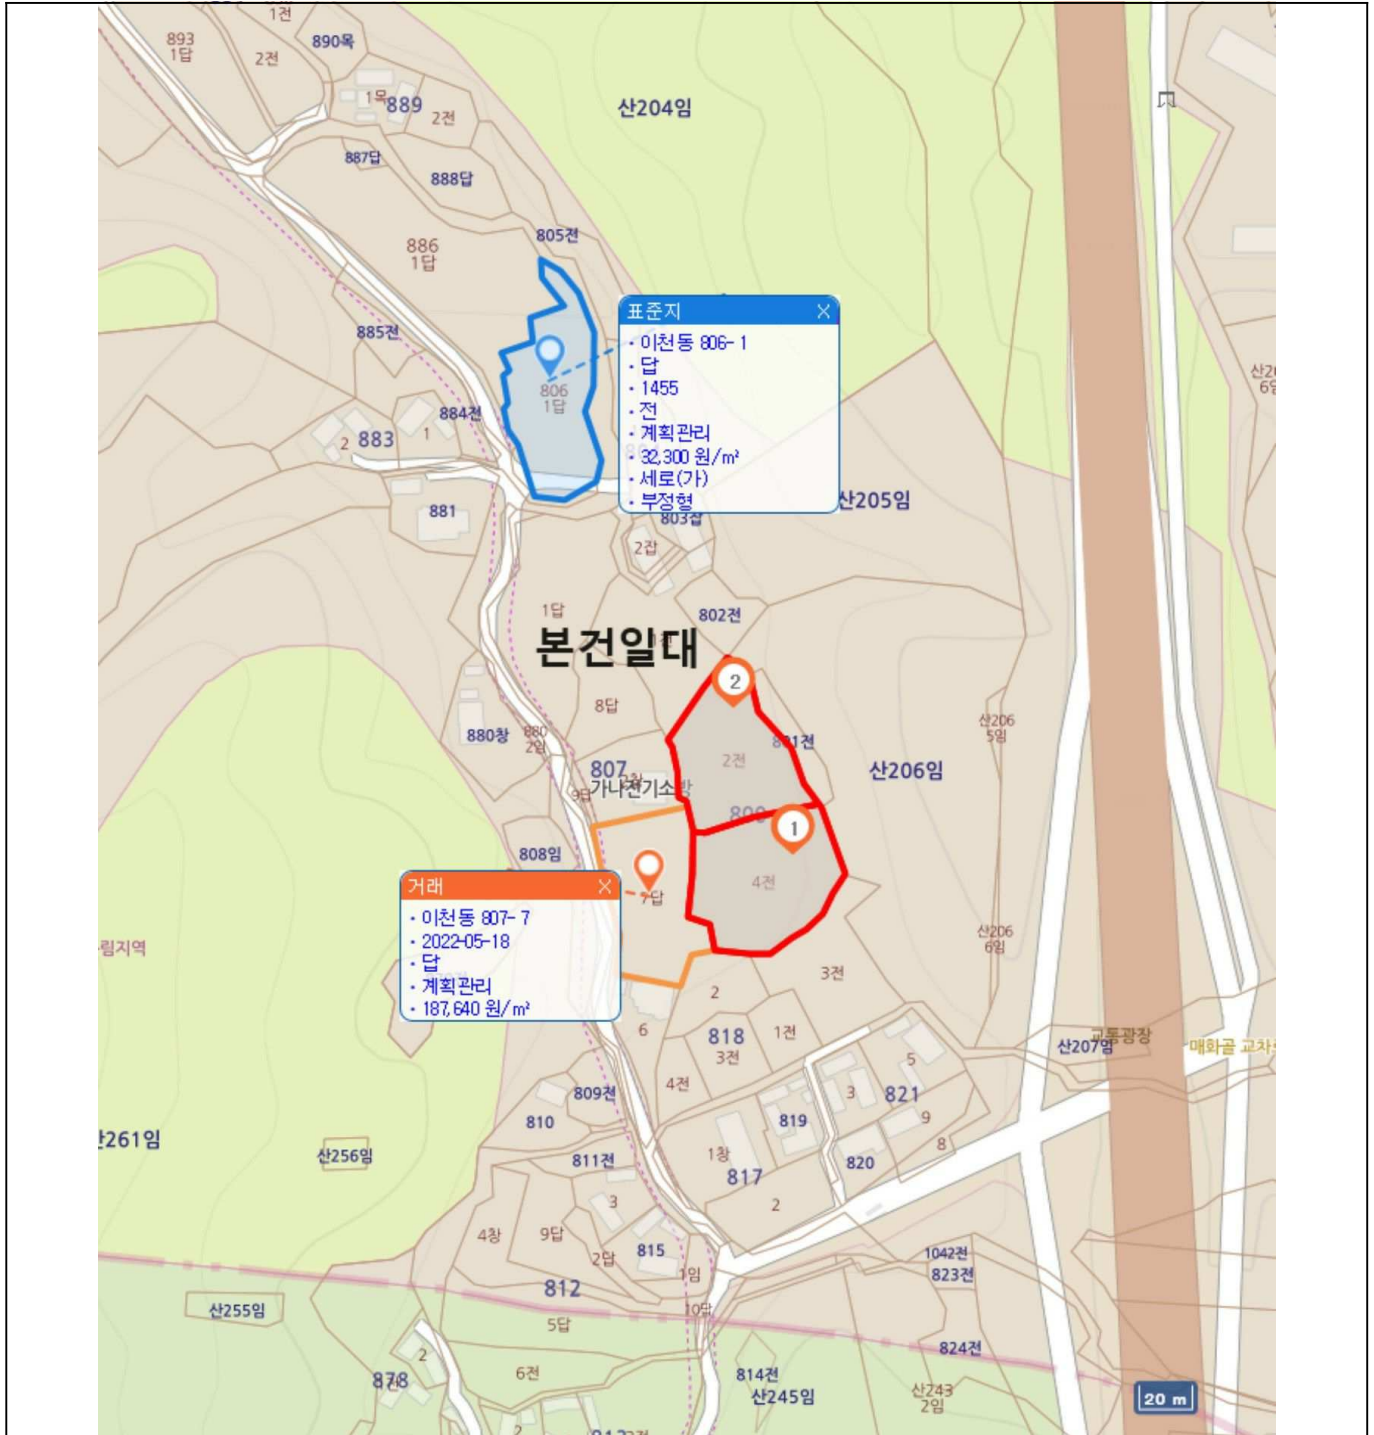 1전
893
1답
2전
890목
1목
889
2전
산204임
887답
888답
805전
886
1답
885전
표준지
이천동 806-1
답
1455
전
계획관리
32,300 원/m²
세로(가)
부정형
806
1답
884전
883
2
1
881
산205임
803잡
2잡
1답
802전
본건일대
2
8답
880창
880
2임
801전
2전
산206
5임
산206임
807
가나전기소방
9답
800
1
808임
4전
거래
이천동 807-7
2022-05-18
답
계획관리
187,640 원/m²
7답
산206
6임
림지역
3전
2
6
818
3전
1전
4전
산207임
교통광장
매화골 교차
5
3
821
9
8
809전
810
819
820
산256임
811전
1창
817
2
3
4창
9답
2답
815
1임
1042전
823전
812
10답
산255임
5답
824전
2
878
6전
814전
산245임
산243
2임
20 m
2